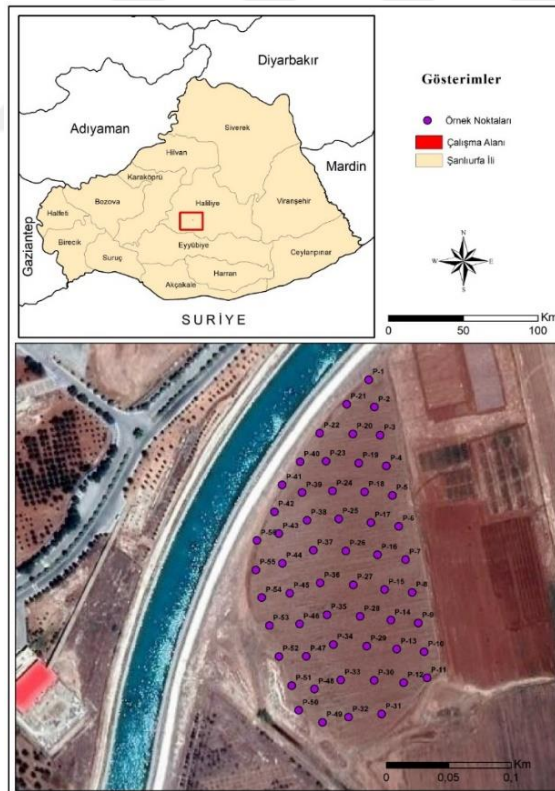 Diyarbakır
Gösterimler
Siverek
Adıyaman
Örnek Noktaları
Hilvan
Çalışma Alanı
Mardin
Karaköprü
Şanlıurfa İli
Bozova
Haliliye
Viranşehir
Halfeti
Gaziantep
Birecik
Eyyübiye
Suruç
Ceylanpınar
Harran
Akçakale
SURİYE
N
W
E
S
Km
0 50 100
P-1
P-21
P-2
P-22
P-20
P-3
P-40
P-23
P-19
P-4
P-41
P-39
P-24
P-18
P-5
P-42
P-38
P-25
P-17
P-6
P-56
P-43
P-37
P-26
P-16
P-7
P-55
P-44
P-36
P-27
P-15
P-8
P-54
P-45
P-35
P-28
P-14
P-9
P-53
P-46
P-34
P-29
P-13
P-10
P-52
P-47
P-33
P-30
P-12
P-11
P-51
P-48
P-50
P-49
P-32
P-31
Km
0 0,05 0,1